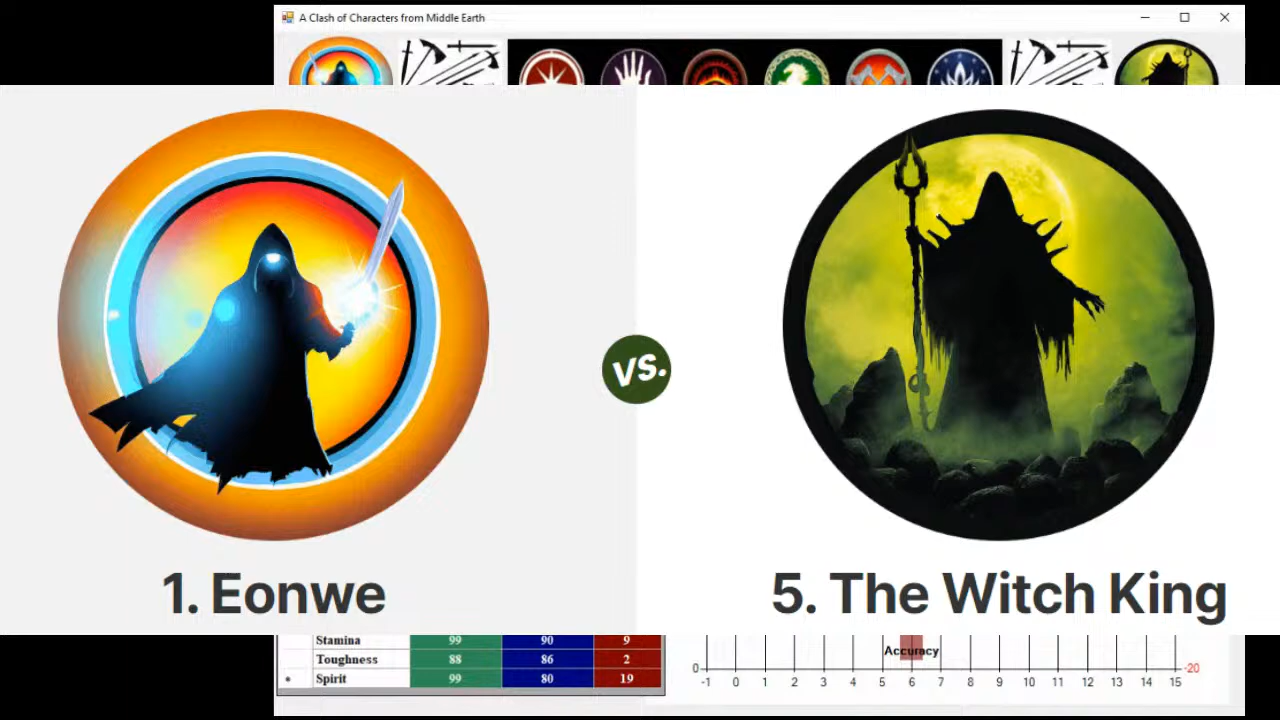 A Clash of Characters from Middle Earth
vs.
1. Eonwe
5. The Witch King
Stamina 99 90 9
Toughness 88 86 2
Spirit 99 80 19
Accuracy
0 -20
-1 0 1 2 3 4 5 6 7 8 9 10 11 12 13 14 15